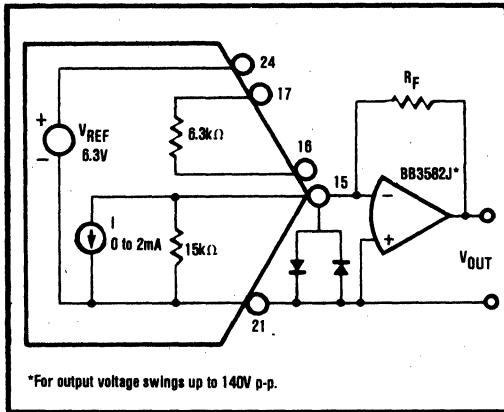 24
17
+
VREF
6.3V
−
6.3kΩ
16
15
RF
BB3582J*
−
+
I
0 to 2mA
15kΩ
VOUT
21
*For output voltage swings up to 140V p-p.